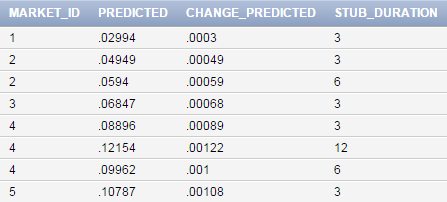 MARKET_ID PREDICTED CHANGE_PREDICTED STUB_DURATION
1 .02994 .0003 3
2 .04949 .00049 3
2 .0594 .00059 6
3 .06847 .00068 3
4 .08896 .00089 3
4 .12154 .00122 12
4 .09962 .001 6
5 .10787 .00108 3